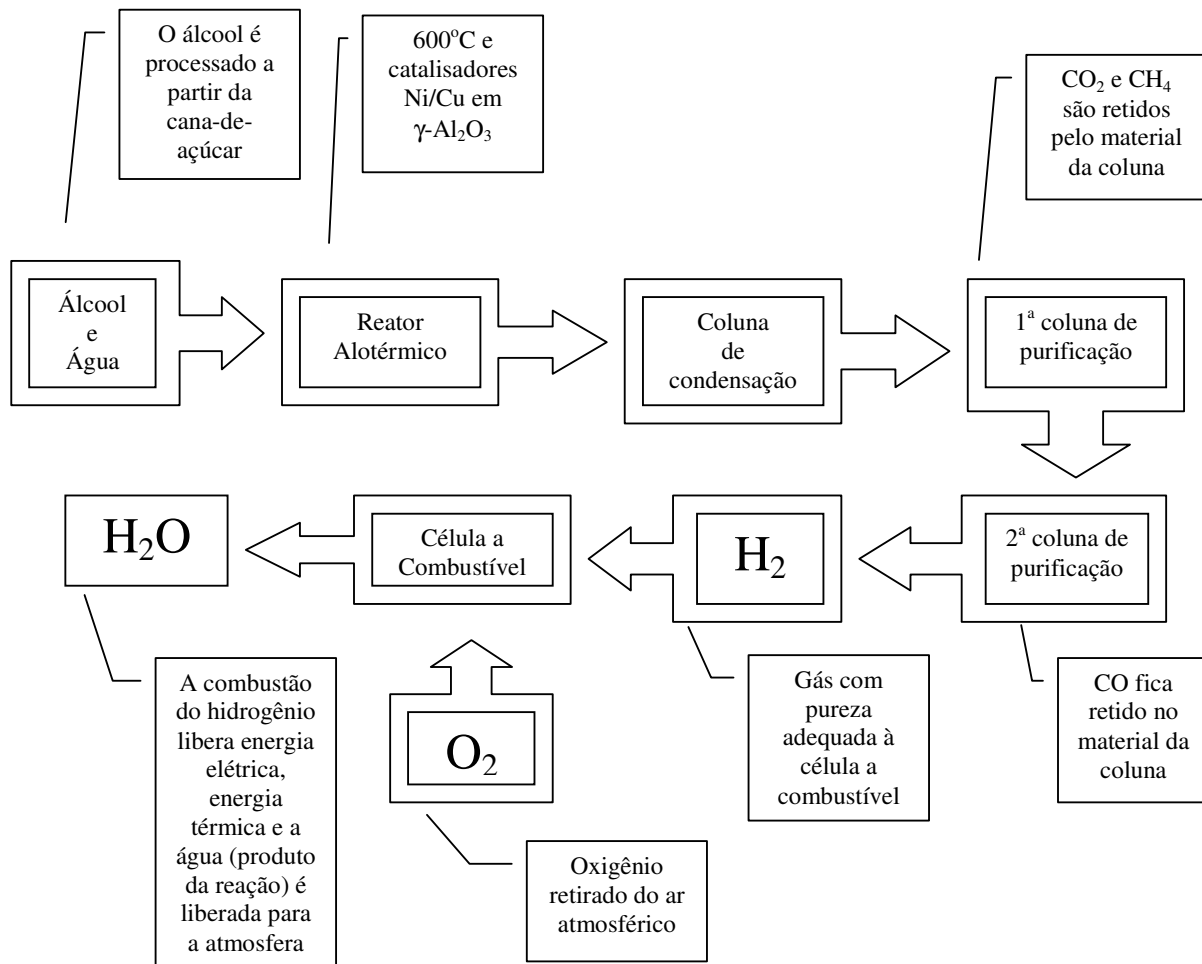 O álcool é
processado a
partir da
cana-de-
açúcar
600ºC e
catalisadores
Ni/Cu em
γ-Al₂O₃
CO₂ e CH₄
são retidos
pelo material
da coluna
Álcool
e
Água
Reator
Alotérmico
Coluna
de
condensação
1ª coluna de
purificação
2ª coluna de
purificação
H₂
Célula a
Combustível
H₂O
CO fica
retido no
material da
coluna
Gás com
pureza
adequada à
célula a
combustível
O₂
Oxigênio
retirado do ar
atmosférico
A combustão
do hidrogênio
libera energia
elétrica,
energia
térmica e a
água (produto
da reação) é
liberada para
a atmosfera